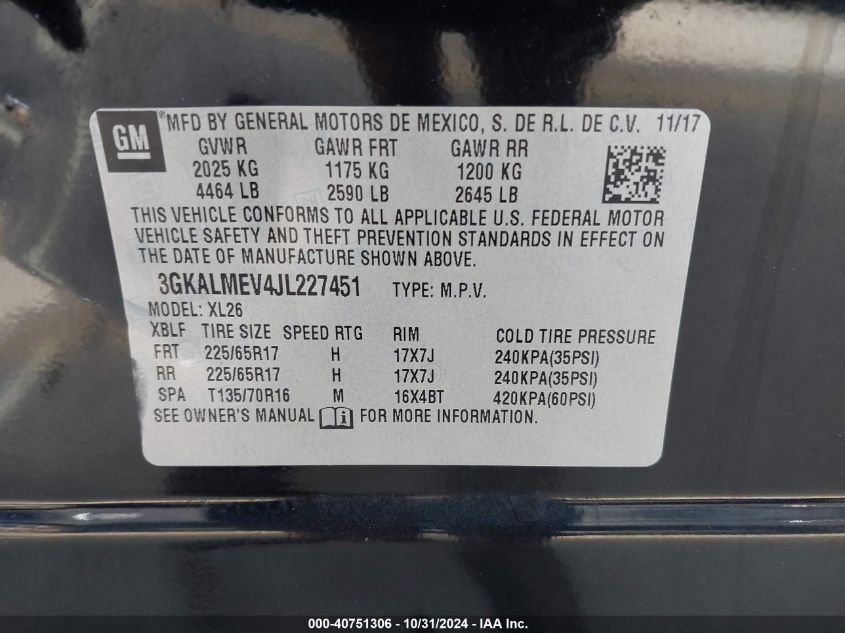 GM ® MFD BY GENERAL MOTORS DE MEXICO, S. DE R.L. DE C.V. 11/17
GVWR GAWR FRT GAWR RR
2025 KG 1175 KG 1200 KG
4464 LB 2590 LB 2645 LB
THIS VEHICLE CONFORMS TO ALL APPLICABLE U.S. FEDERAL MOTOR
VEHICLE SAFETY AND THEFT PREVENTION STANDARDS IN EFFECT ON
THE DATE OF MANUFACTURE SHOWN ABOVE.
3GKALMEV4JL227451 TYPE: M.P.V.
MODEL: XL26
XBLF TIRE SIZE SPEED RTG RIM COLD TIRE PRESSURE
FRT 225/65R17 H 17X7J 240KPA(35PSI)
RR 225/65R17 H 17X7J 240KPA(35PSI)
SPA T135/70R16 M 16X4BT 420KPA(60PSI)
SEE OWNER'S MANUAL i FOR MORE INFORMATION.
000-40751306 - 10/31/2024 - IAA Inc.